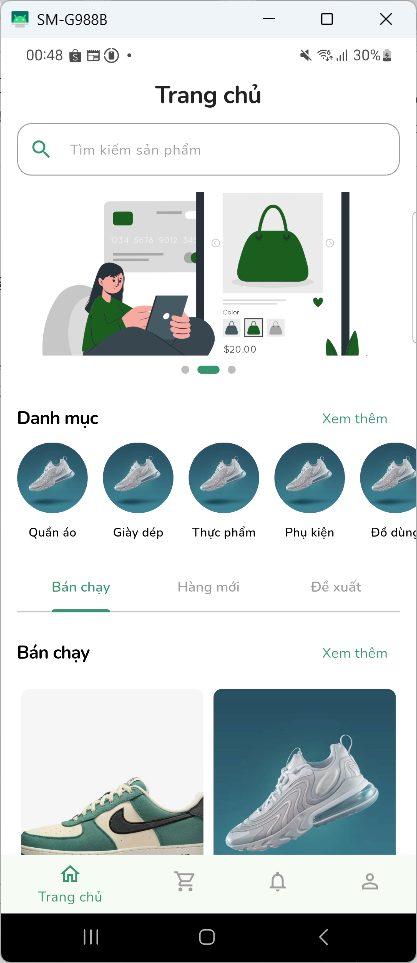 SM-G988B
00:48
30%
Trang chủ
Tìm kiếm sản phẩm
Color
$20.00
Danh mục
Xem thêm
Quần áo
Giày dép
Thực phẩm
Phụ kiện
Đồ dùng
Bán chạy
Hàng mới
Đề xuất
Bán chạy
Xem thêm
Trang chủ